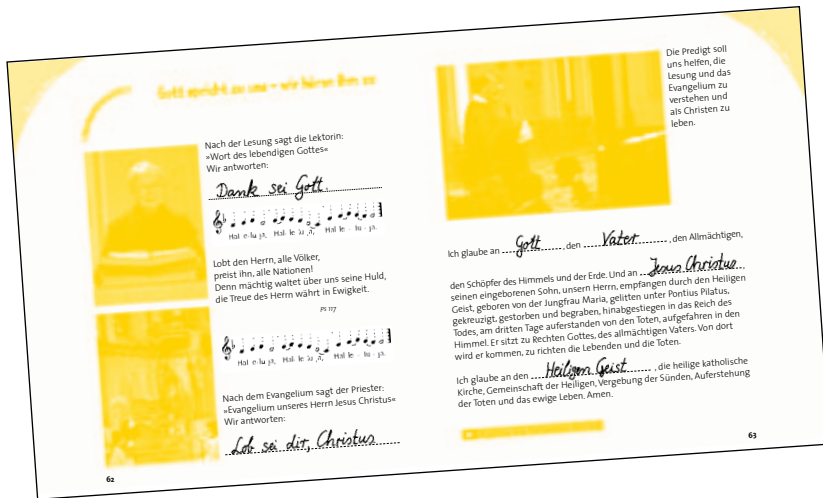 Gott spricht zu uns – wir hören ihm zu
Nach der Lesung sagt die Lektorin:
»Wort des lebendigen Gottes«
Wir antworten:
Dank sei Gott.
Hal e-lu ja, Hal- le lu ja, Hal le - lu - ja.
Lobt den Herrn, alle Völker,
preist ihn, alle Nationen!
Denn mächtig waltet über uns seine Huld,
die Treue des Herrn währt in Ewigkeit.
Ps 117
Hal e-lu ja, Hal- le lu ja, Hal le - lu - ja.
Nach dem Evangelium sagt der Priester:
»Evangelium unseres Herrn Jesus Christus«
Wir antworten:
Lob sei dir, Christus
62
Die Predigt soll
uns helfen, die
Lesung und das
Evangelium zu
verstehen und
als Christen zu
leben.
Ich glaube an Gott, den Vater, den Allmächtigen,
den Schöpfer des Himmels und der Erde. Und an Jesus Christus,
seinen eingeborenen Sohn, unsern Herrn, empfangen durch den Heiligen
Geist, geboren von der Jungfrau Maria, gelitten unter Pontius Pilatus,
gekreuzigt, gestorben und begraben, hinabgestiegen in das Reich des
Todes, am dritten Tage auferstanden von den Toten, aufgefahren in den
Himmel. Er sitzt zu Rechten Gottes, des allmächtigen Vaters. Von dort
wird er kommen, zu richten die Lebenden und die Toten.
Ich glaube an den Heiligen Geist, die heilige katholische
Kirche, Gemeinschaft der Heiligen, Vergebung der Sünden, Auferstehung
der Toten und das ewige Leben. Amen.
63